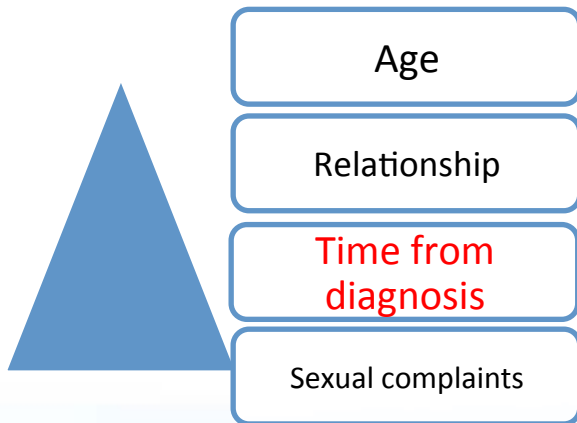 Age
Relationship
Time from
diagnosis
Sexual complaints